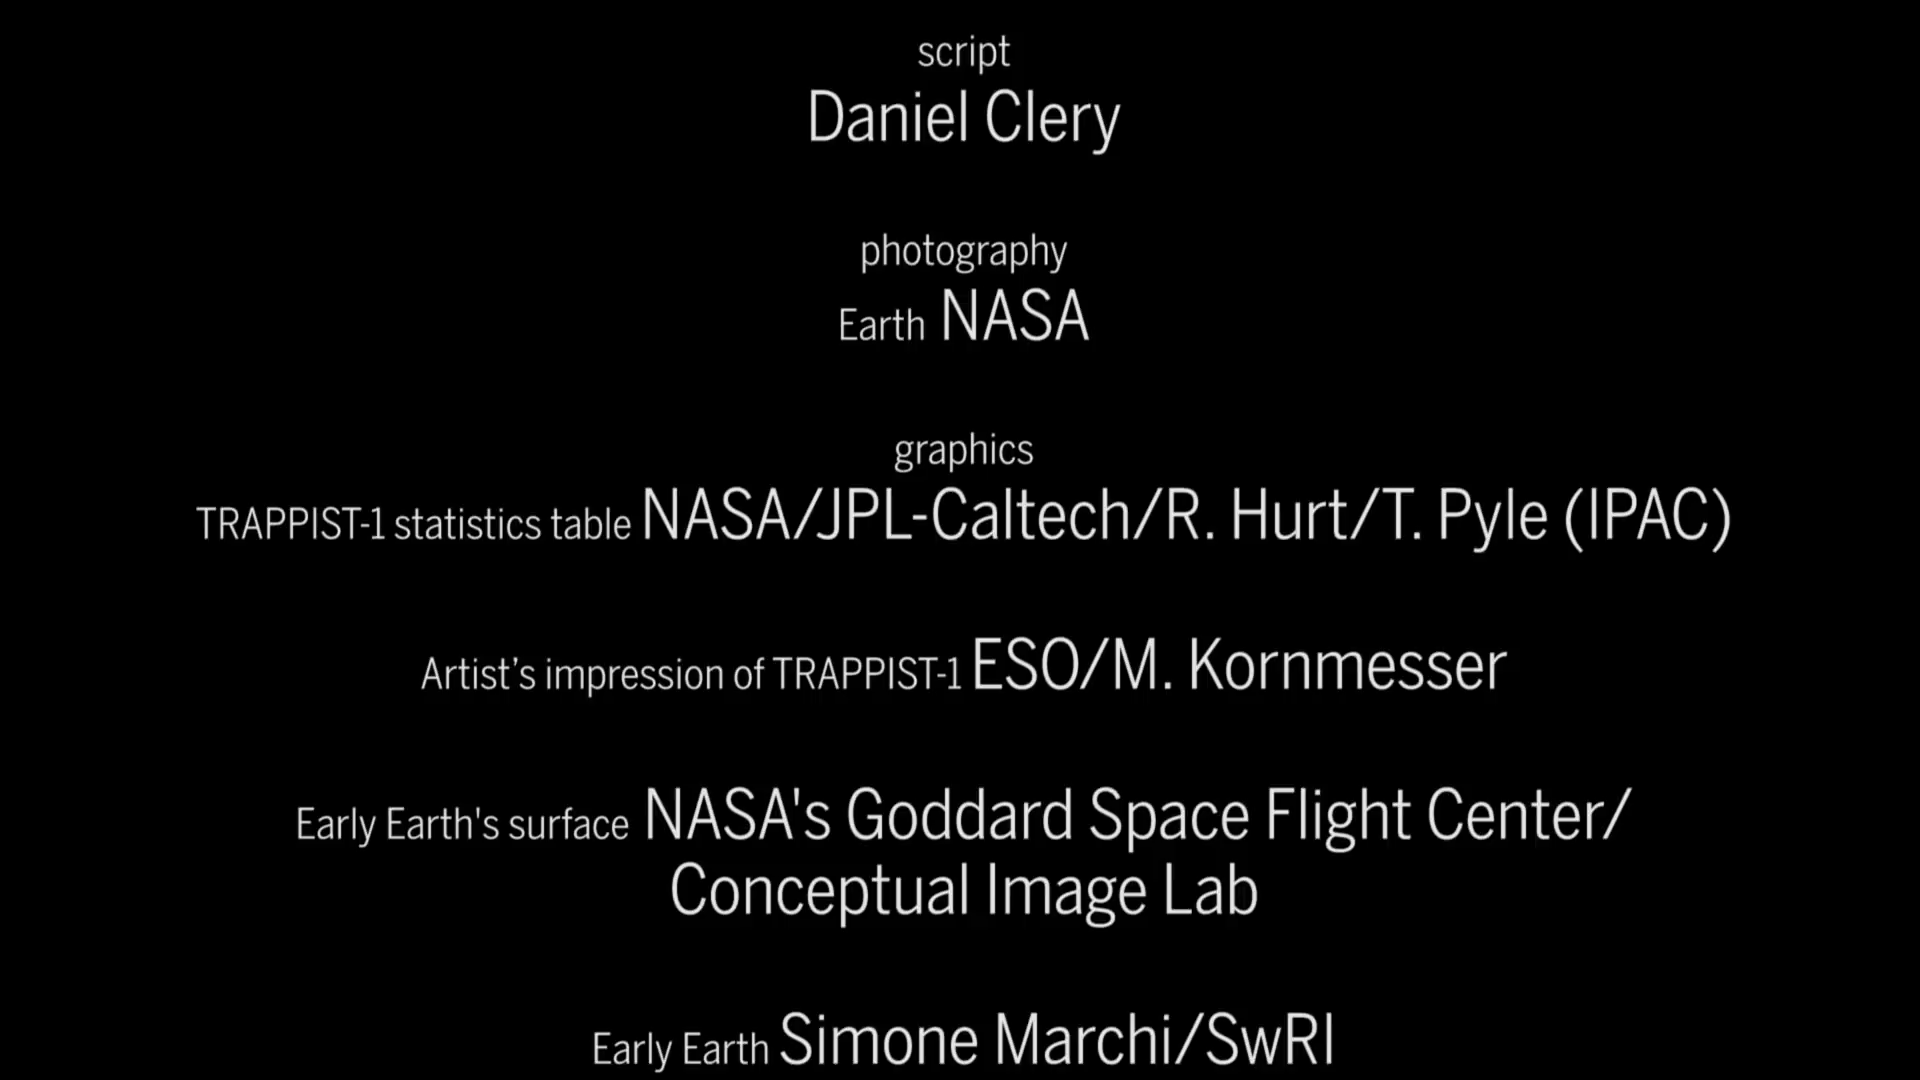 script
Daniel Clery
photography
Earth NASA
graphics
TRAPPIST-1 statistics table NASA/JPL-Caltech/R. Hurt/T. Pyle (IPAC)
Artist’s impression of TRAPPIST-1 ESO/M. Kornmesser
Early Earth's surface NASA's Goddard Space Flight Center/
Conceptual Image Lab
Early Earth Simone Marchi/SwRI